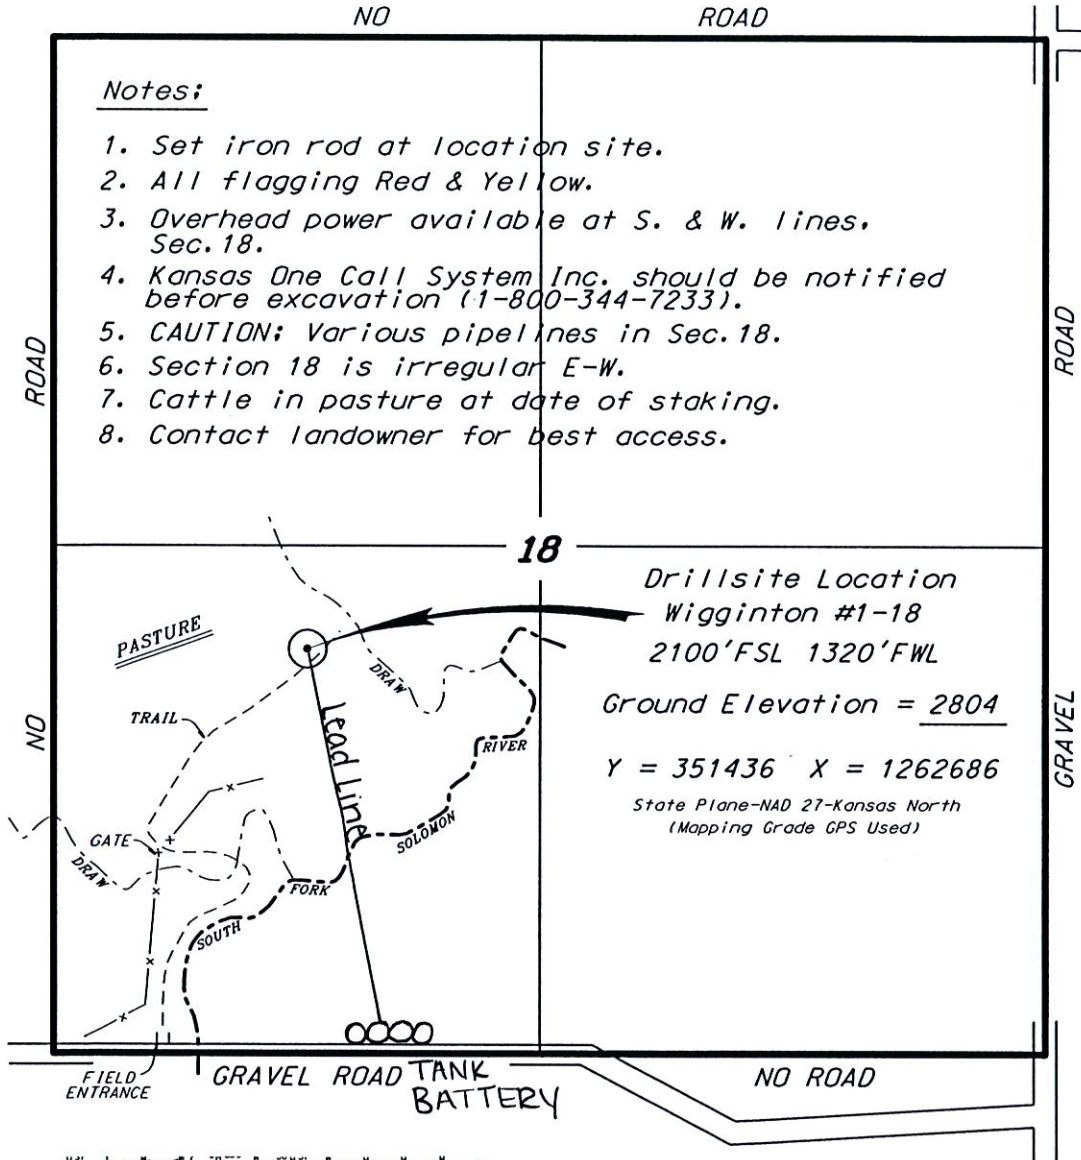 NO ROAD
Notes:
1. Set iron rod at location site.
2. All flagging Red & Yellow.
3. Overhead power available at S. & W. lines,
Sec. 18.
4. Kansas One Call System Inc. should be notified
before excavation (1-800-344-7233).
5. CAUTION: Various pipelines in Sec. 18.
6. Section 18 is irregular E-W.
7. Cattle in pasture at date of staking.
8. Contact landowner for best access.
NO ROAD
GRAVEL ROAD
18
Drillsite Location
Wigginton #1-18
2100'FSL 1320'FWL
Ground Elevation = 2804
Y = 351436 X = 1262686
State Plane-NAD 27-Kansas North
(Mapping Grade GPS Used)
PASTURE
DRAW
TRAIL
Lead Line
RIVER
SOLOMON
GATE
DRAW
FORK
SOUTH
FIELD
ENTRANCE
GRAVEL ROAD
TANK
BATTERY
NO ROAD